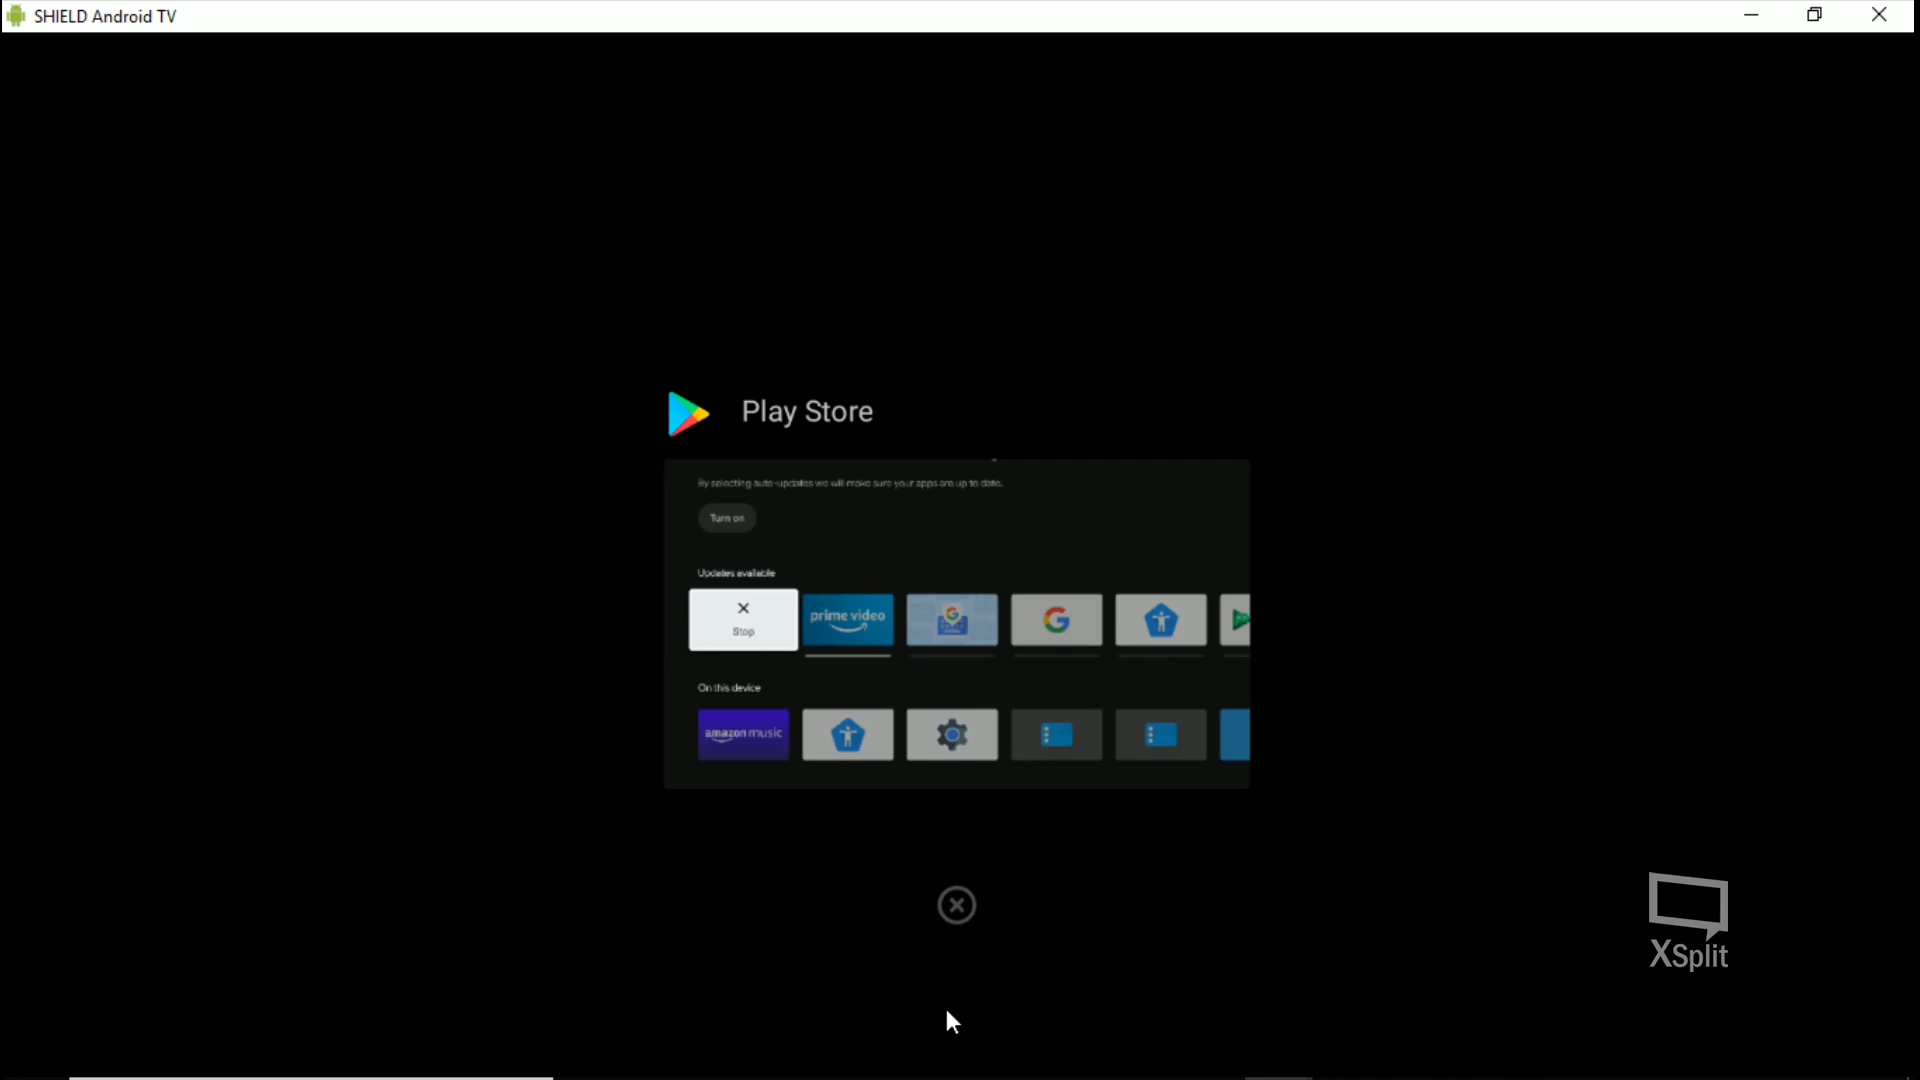 SHIELD Android TV
Play Store
By selecting auto-updates we will make sure your apps are up to date.
Turn on
Updates available
Stop
prime video
On this device
amazon music
XSplit